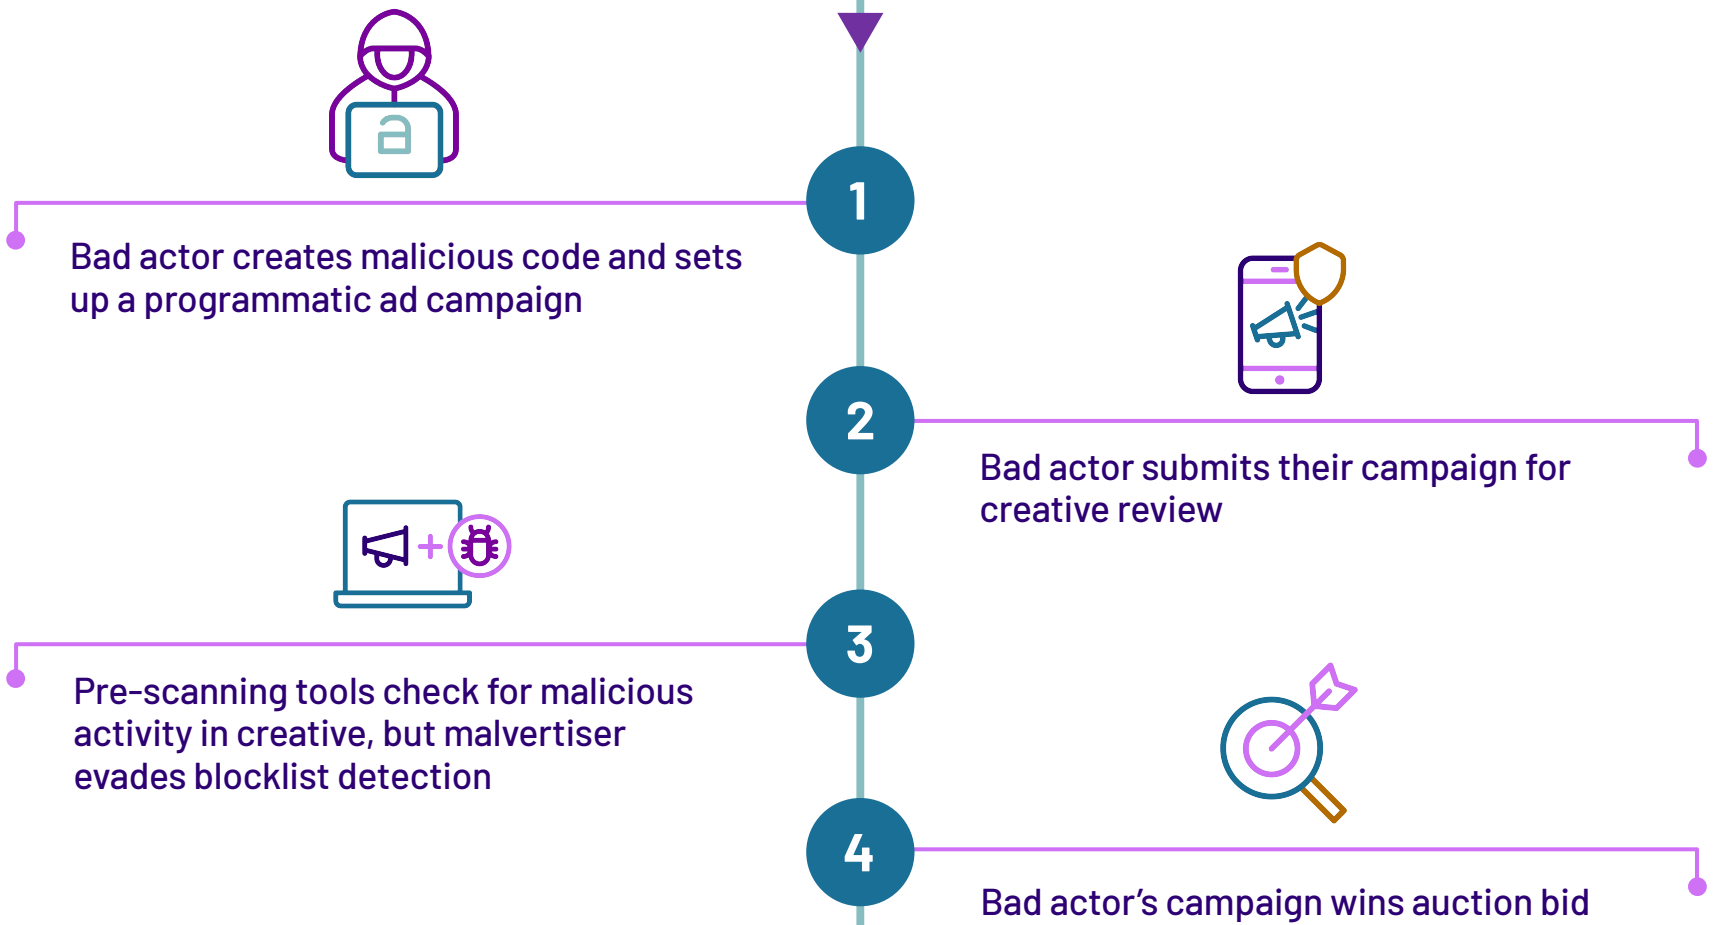 a
1
Bad actor creates malicious code and sets
up a programmatic ad campaign
2
Bad actor submits their campaign for
creative review
3
Pre-scanning tools check for malicious
activity in creative, but malvertiser
evades blocklist detection
4
Bad actor’s campaign wins auction bid